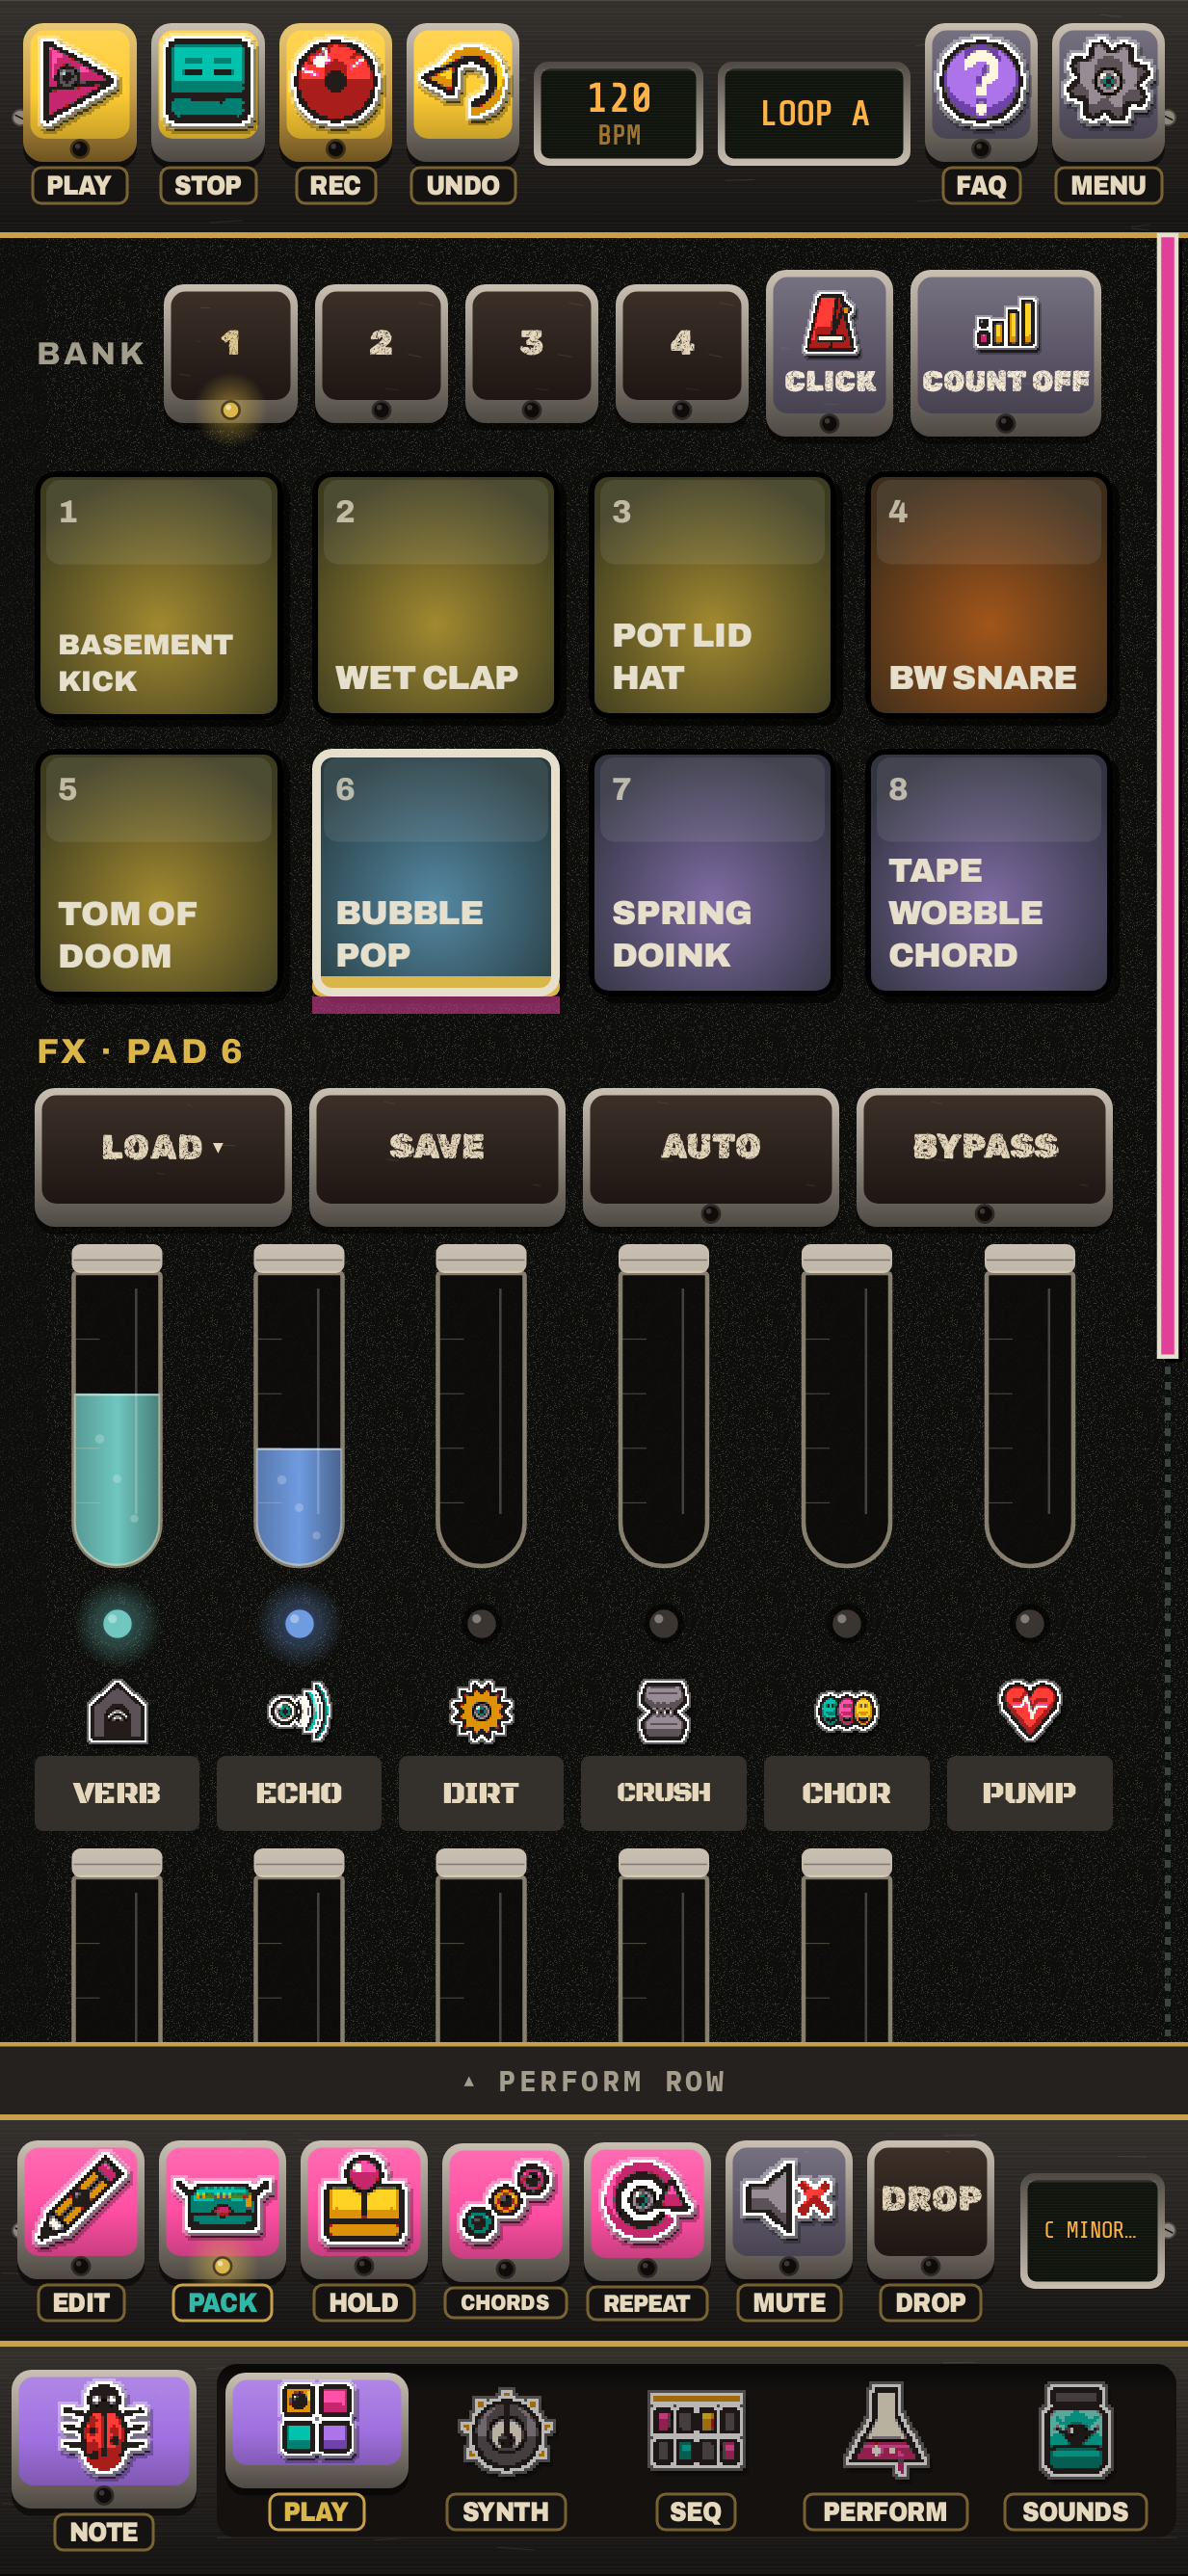 120
BPM
LOOP A
PLAY
STOP
REC
UNDO
FAQ
MENU
BANK
1
2
3
4
CLICK
COUNT OFF
1
BASEMENT
KICK
2
WET CLAP
3
POT LID
HAT
4
BW SNARE
5
TOM OF
DOOM
6
BUBBLE
POP
7
SPRING
DOINK
8
TAPE
WOBBLE
CHORD
FX · PAD 6
LOAD ▾
SAVE
AUTO
BYPASS
VERB
ECHO
DIRT
CRUSH
CHOR
PUMP
▴ PERFORM ROW
DROP
C MINOR…
EDIT
PACK
HOLD
CHORDS
REPEAT
MUTE
DROP
NOTE
PLAY
SYNTH
SEQ
PERFORM
SOUNDS